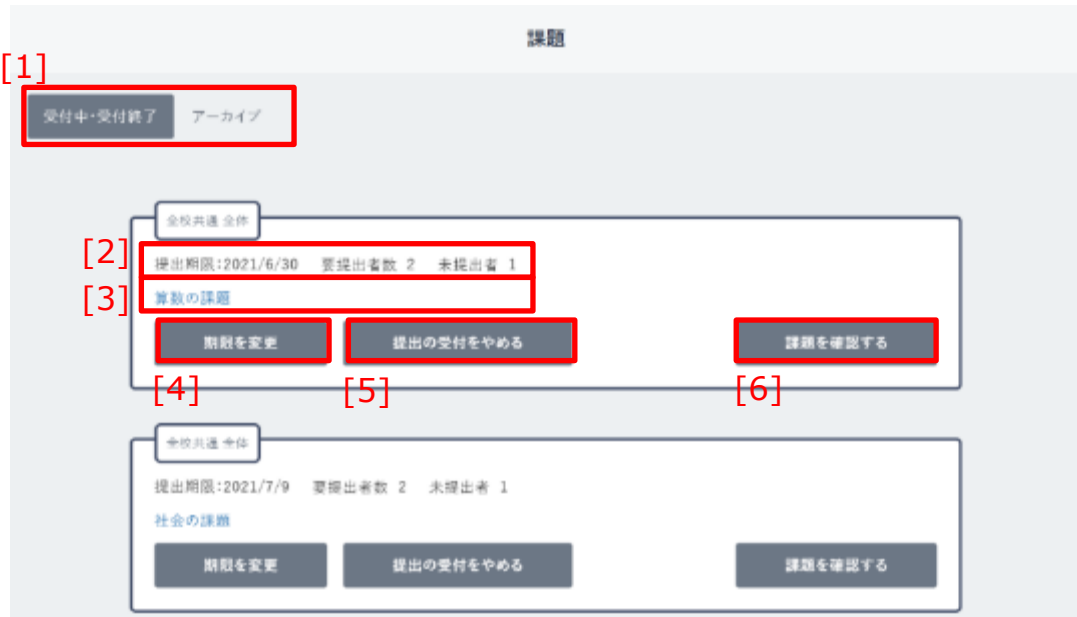 課題
[1]
受付中・受付終了 アーカイブ
全校共通 全体
[2] 提出期限:2021/6/30 要提出者数 2 未提出者 1
[3] 算数の課題
期限を変更 提出の受付をやめる 課題を確認する
[4] [5] [6]
全校共通 全体
提出期限:2021/7/9 要提出者数 2 未提出者 1
社会の課題
期限を変更 提出の受付をやめる 課題を確認する